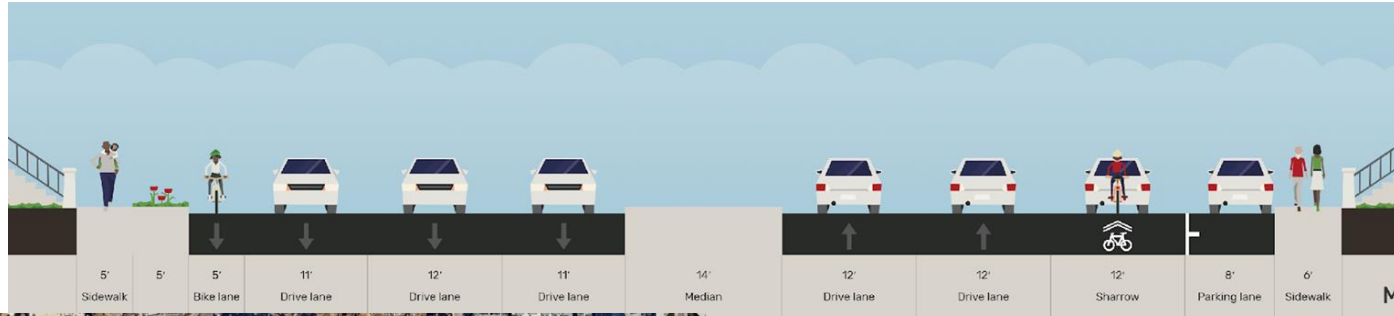 5' 5' 5' 11' 12' 11' 14' 12' 12' 12' 8' 6'
Sidewalk Bike lane Drive lane Drive lane Drive lane Median Drive lane Drive lane Sharrow Parking lane Sidewalk
M